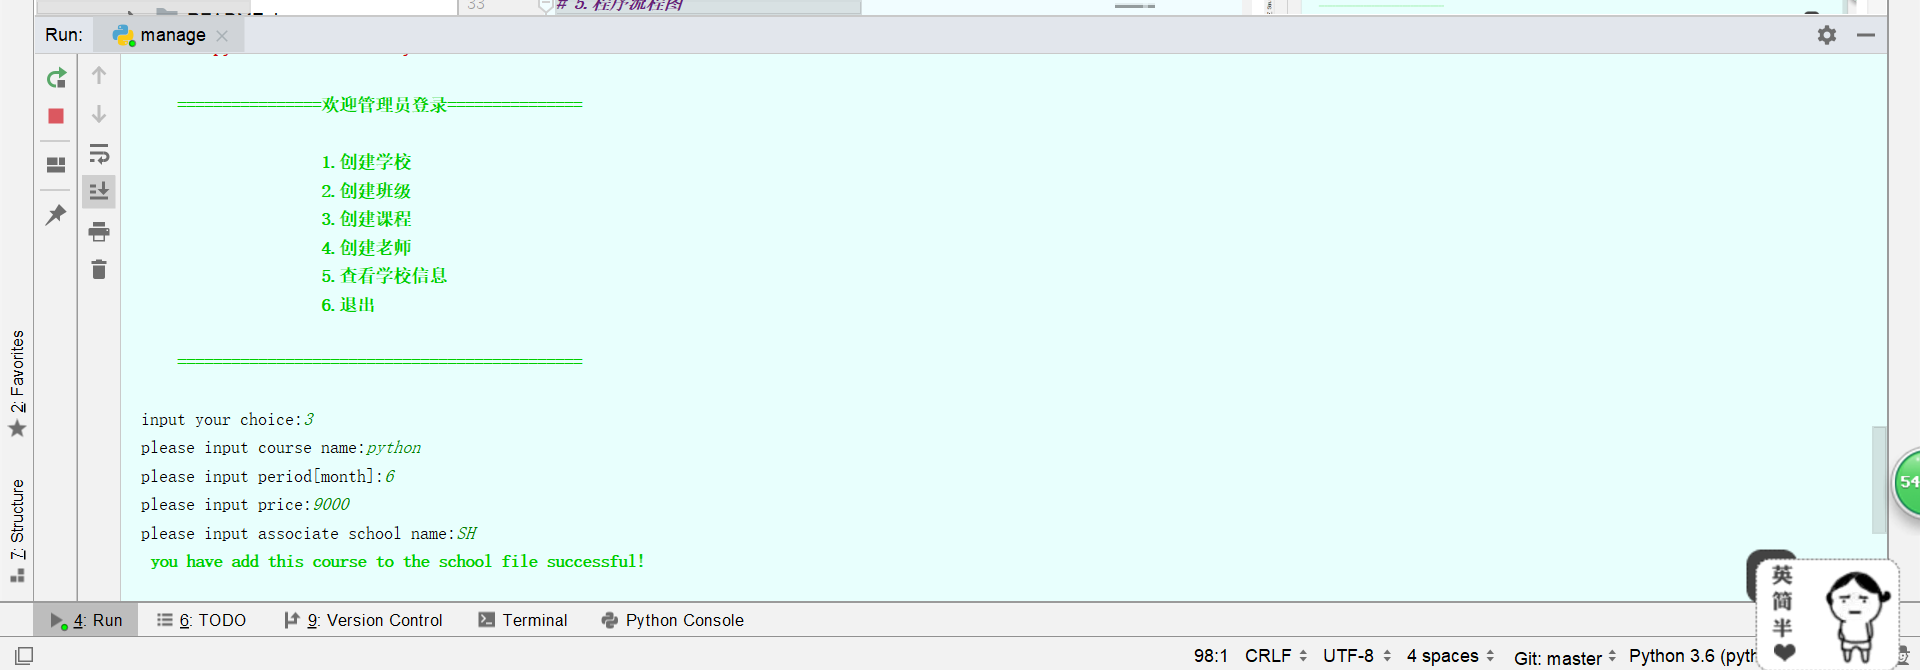 33
# 5.程序流程图
Run:
manage
================欢迎管理员登录===============
1.创建学校
2.创建班级
3.创建课程
4.创建老师
5.查看学校信息
6.退出
=============================================
input your choice:3
please input course name:python
please input period[month]:6
please input price:9000
please input associate school name:SH
you have add this course to the school file successful!
2: Favorites
7: Structure
54
英
简
半
4: Run
6: TODO
9: Version Control
Terminal
Python Console
98:1
CRLF
UTF-8
4 spaces
Git: master
Python 3.6 (pyth